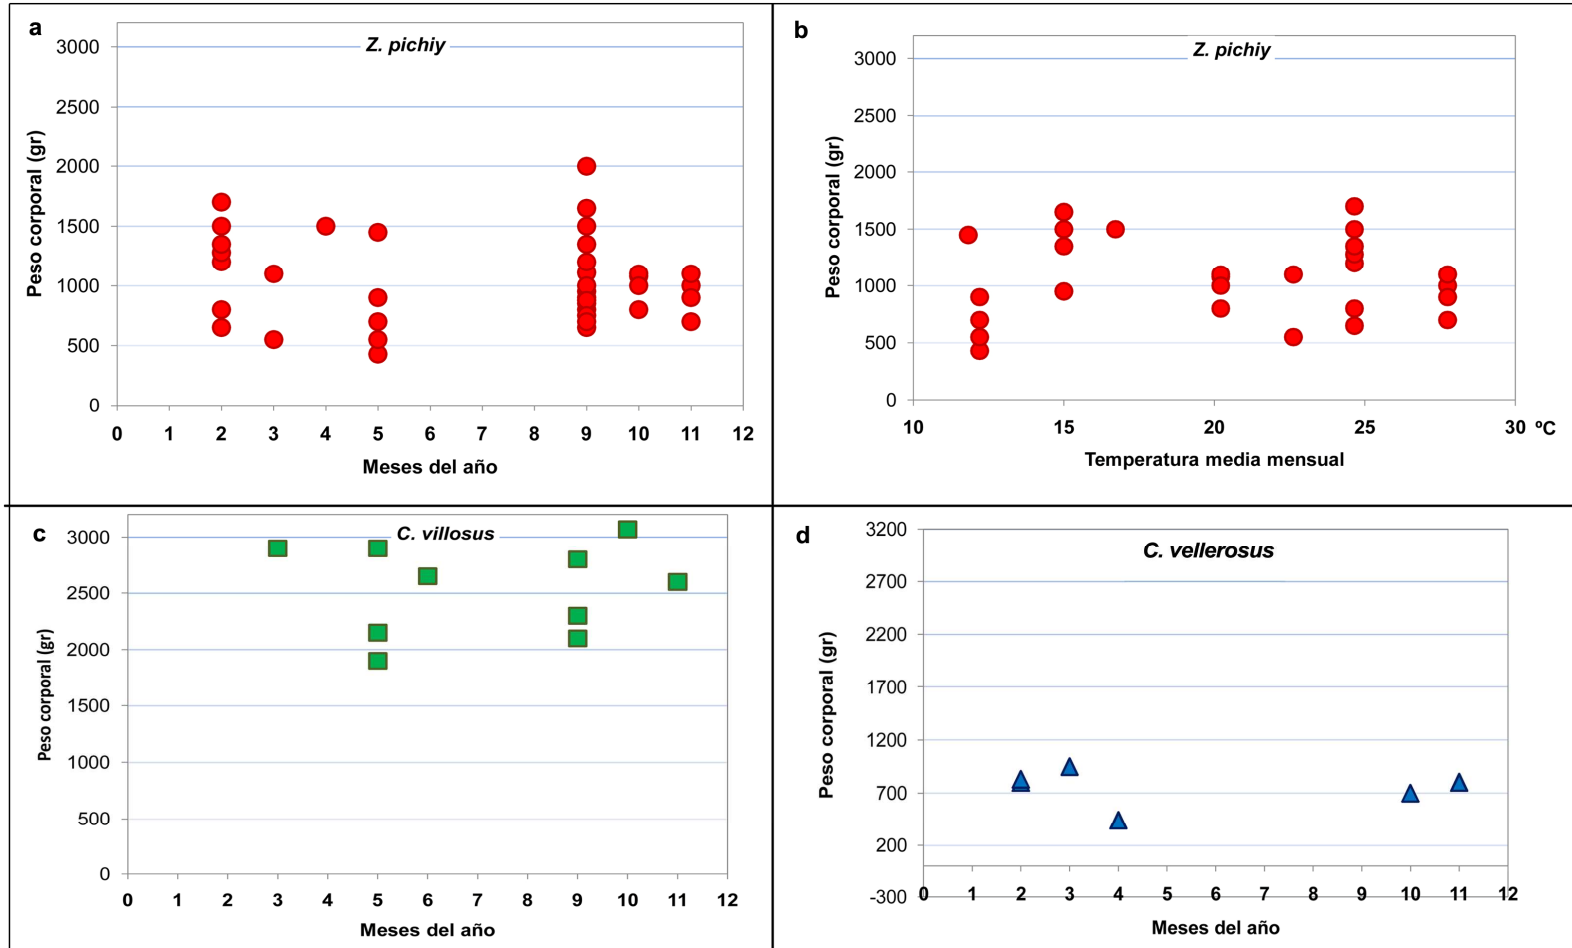 a
Z. pichiy
3000
2500
2000
1500
1000
500
0
Peso corporal (gr)
0 1 2 3 4 5 6 7 8 9 10 11 12
Meses del año
b
Z. pichiy
3000
2500
2000
1500
1000
500
0
Peso corporal (gr)
10 15 20 25 30 ºC
Temperatura media mensual
c
C. villosus
3000
2500
2000
1500
1000
500
0
Peso corporal (gr)
0 1 2 3 4 5 6 7 8 9 10 11 12
Meses del año
d
C. vellerosus
3200
2700
2200
1700
1200
700
200
-300
Peso corporal (gr)
0 1 2 3 4 5 6 7 8 9 10 11 12
Meses del año